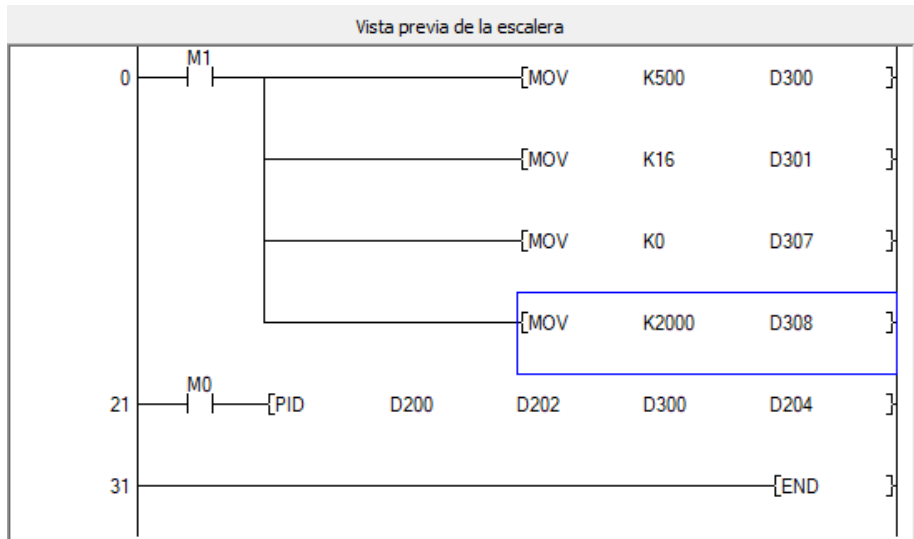 Vista previa de la escalera
M1
0 [MOV K500 D300 ]
[MOV K16 D301 ]
[MOV K0 D307 ]
[MOV K2000 D308 ]
M0
21 [PID D200 D202 D300 D204 ]
31 [END ]